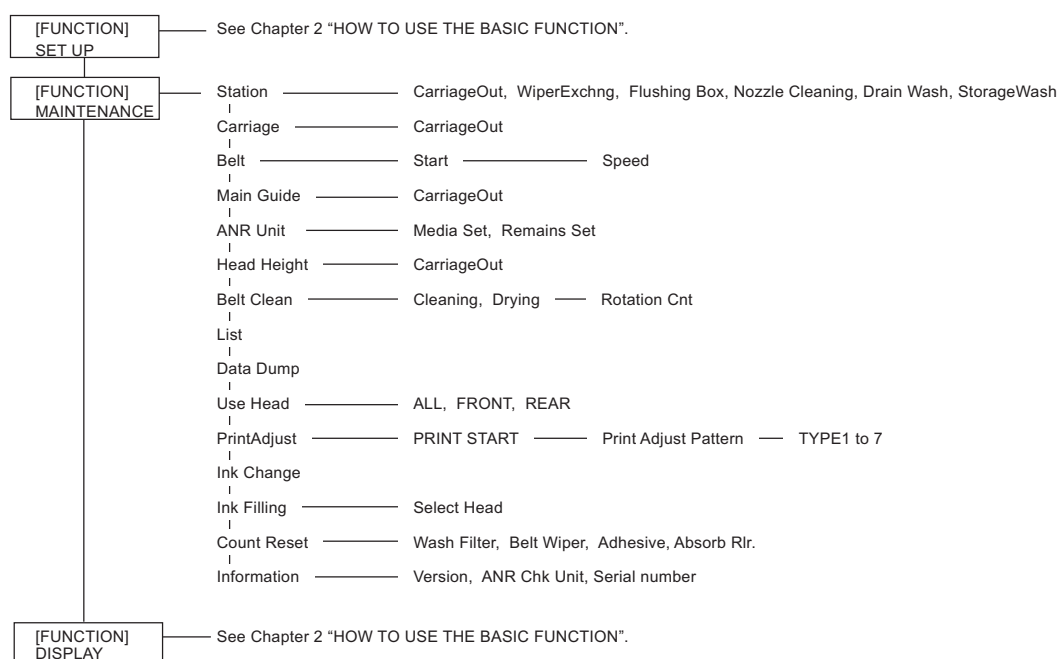 [FUNCTION]
SET UP
See Chapter 2 “HOW TO USE THE BASIC FUNCTION”.
[FUNCTION]
MAINTENANCE
Station CarriageOut, WiperExchng, Flushing Box, Nozzle Cleaning, Drain Wash, StorageWash
Carriage CarriageOut
Belt Start Speed
Main Guide CarriageOut
ANR Unit Media Set, Remains Set
Head Height CarriageOut
Belt Clean Cleaning, Drying Rotation Cnt
List
Data Dump
Use Head ALL, FRONT, REAR
PrintAdjust PRINT START Print Adjust Pattern TYPE1 to 7
Ink Change
Ink Filling Select Head
Count Reset Wash Filter, Belt Wiper, Adhesive, Absorb Rlr.
Information Version, ANR Chk Unit, Serial number
[FUNCTION]
DISPLAY
See Chapter 2 “HOW TO USE THE BASIC FUNCTION”.